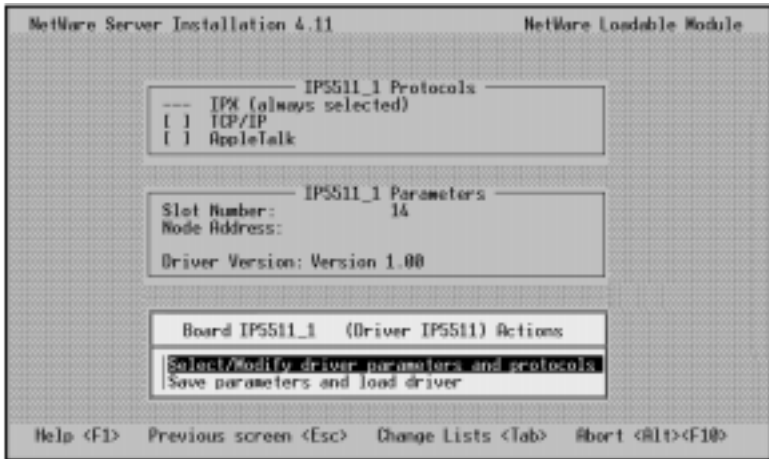 NetWare Server Installation 4.11 NetWare Loadable Module
IP5511_1 Protocols
--- IPX (always selected)
[ ] TCP/IP
[ ] AppleTalk
IP5511_1 Parameters
Slot Number: 14
Node Address:
Driver Version: Version 1.00
Board IP5511_1 (Driver IP5511) Actions
Select/Modify driver parameters and protocols
Save parameters and load driver
Help <F1> Previous screen <Esc> Change Lists <Tab> Abort <Alt><F10>